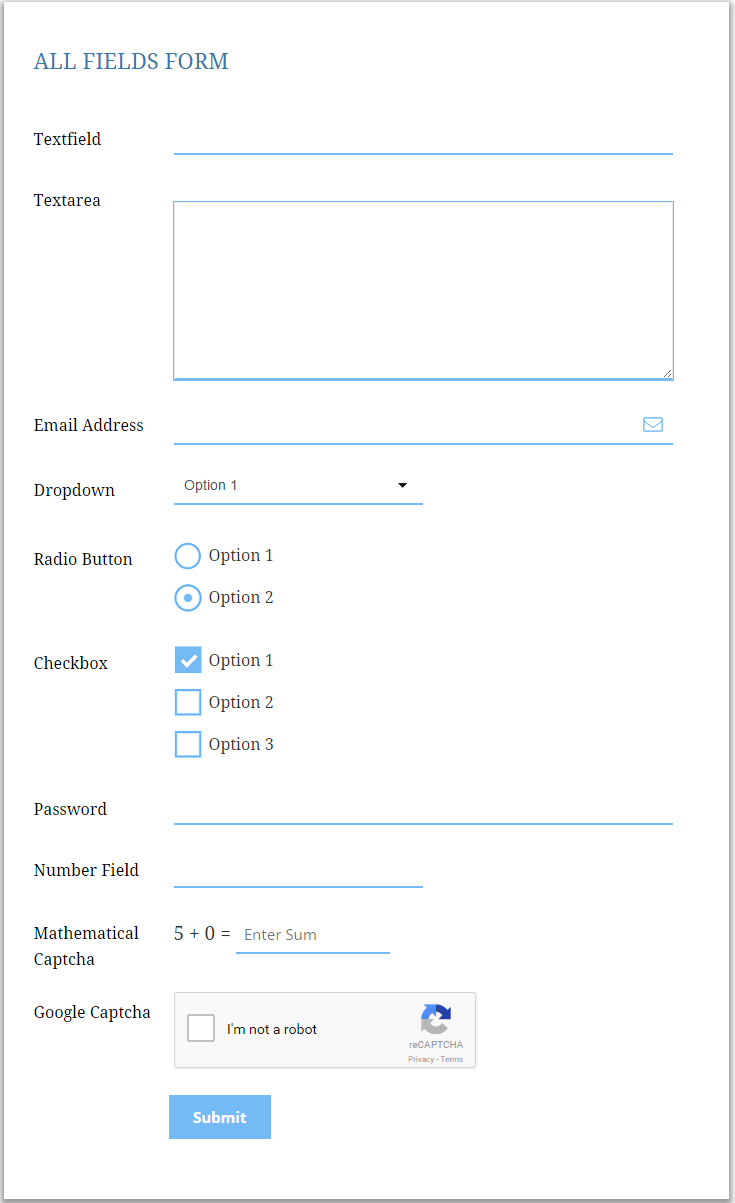 ALL FIELDS FORM
Textfield
Textarea
Email Address
Dropdown
Option 1
Radio Button
Option 1
Option 2
Checkbox
Option 1
Option 2
Option 3
Password
Number Field
Mathematical
Captcha
5 + 0 = Enter Sum
Google Captcha
I'm not a robot
reCAPTCHA
Privacy - Terms
Submit